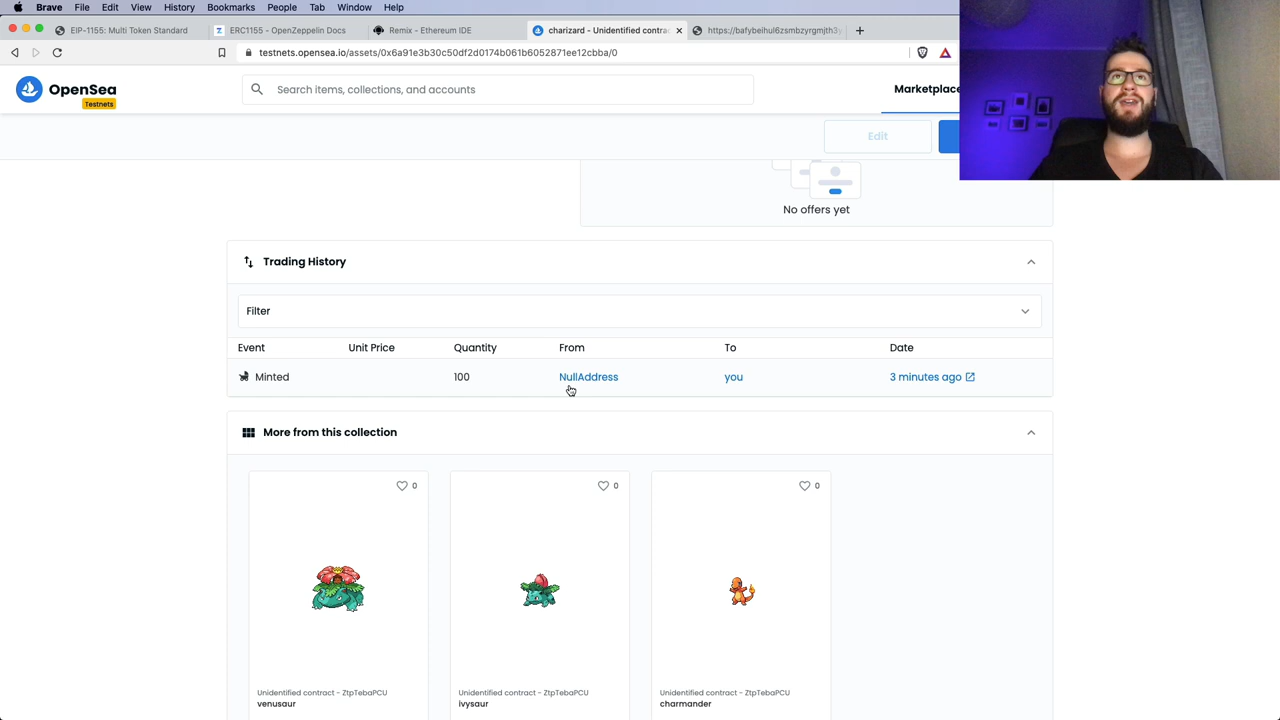 Brave File Edit View History Bookmarks People Tab Window Help
EIP-1155: Multi Token Standard
ERC1155 - OpenZeppelin Docs
Remix - Ethereum IDE
charizard - Unidentified contrac
https://bafybeihul6zsmbzyrgmjth3y
testnets.opensea.io/assets/0x6a91e3b30c50df2d0174b061b6052871ee12cbba/0
OpenSea
Testnets
Search items, collections, and accounts
Marketplace
Edit
No offers yet
Trading History
Filter
Event Unit Price Quantity From To Date
Minted 100 NullAddress you 3 minutes ago
More from this collection
0 0 0
Unidentified contract - ZtpTebaPCU
venusaur
Unidentified contract - ZtpTebaPCU
ivysaur
Unidentified contract - ZtpTebaPCU
charmander